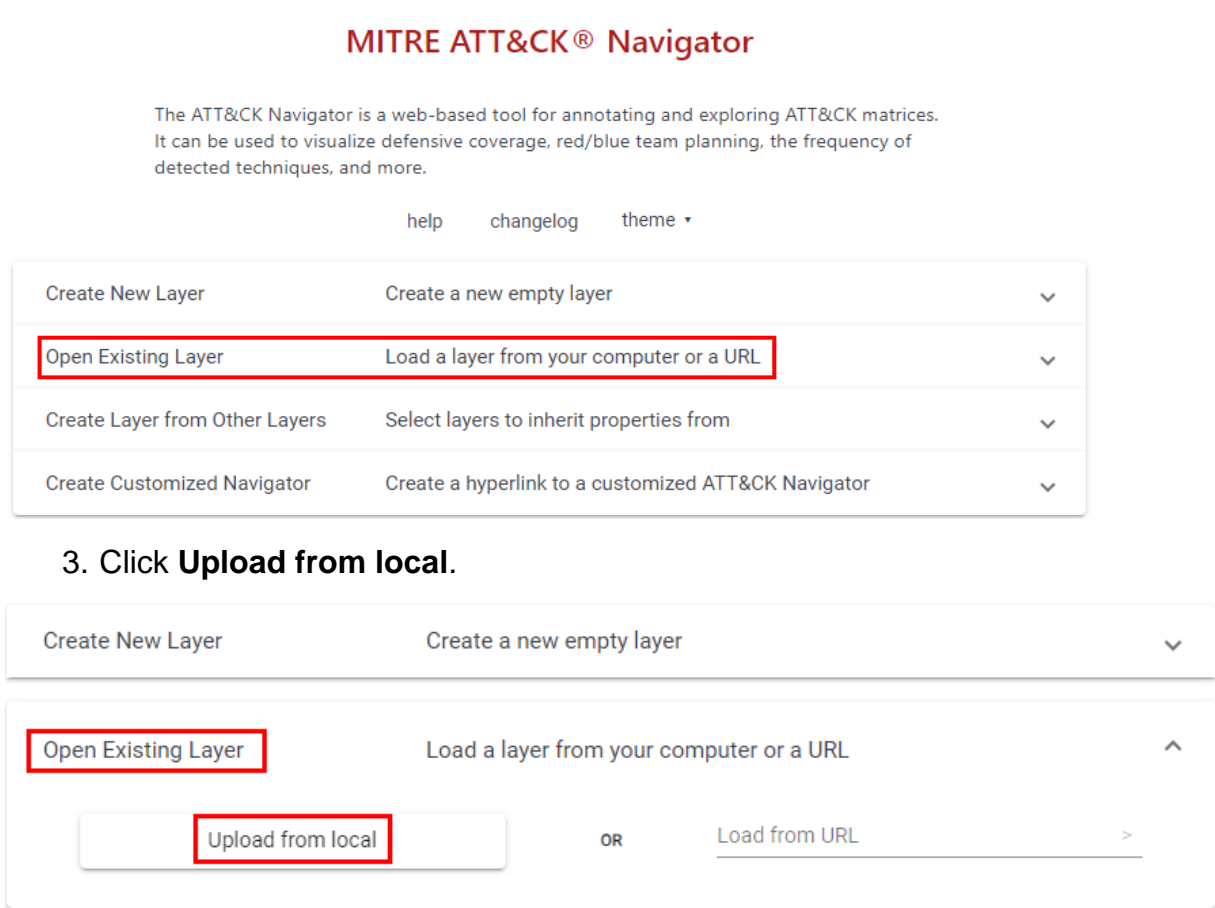 MITRE ATT&CK® Navigator
The ATT&CK Navigator is a web-based tool for annotating and exploring ATT&CK matrices.
It can be used to visualize defensive coverage, red/blue team planning, the frequency of
detected techniques, and more.
help changelog theme ▾
Create New Layer Create a new empty layer
Open Existing Layer Load a layer from your computer or a URL
Create Layer from Other Layers Select layers to inherit properties from
Create Customized Navigator Create a hyperlink to a customized ATT&CK Navigator
3. Click Upload from local.
Create New Layer Create a new empty layer
Open Existing Layer Load a layer from your computer or a URL
Upload from local OR Load from URL >